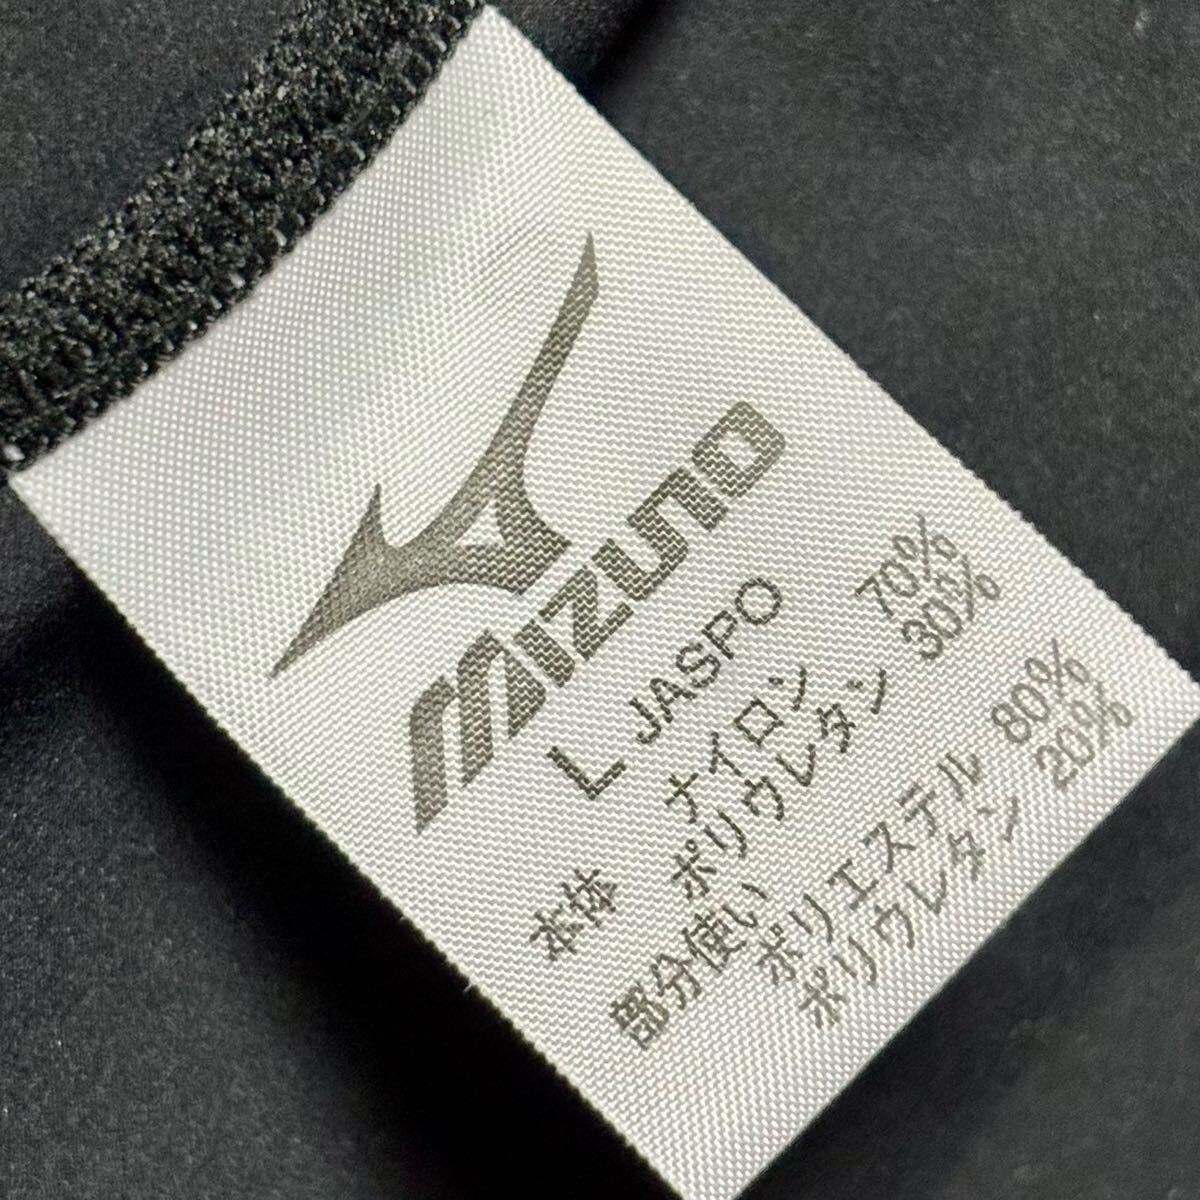 MIZUNO
L JASPO
本体 ナイロン 70%
ポリウレタン 30%
部分使い
ポリエステル 80%
ポリウレタン 20%